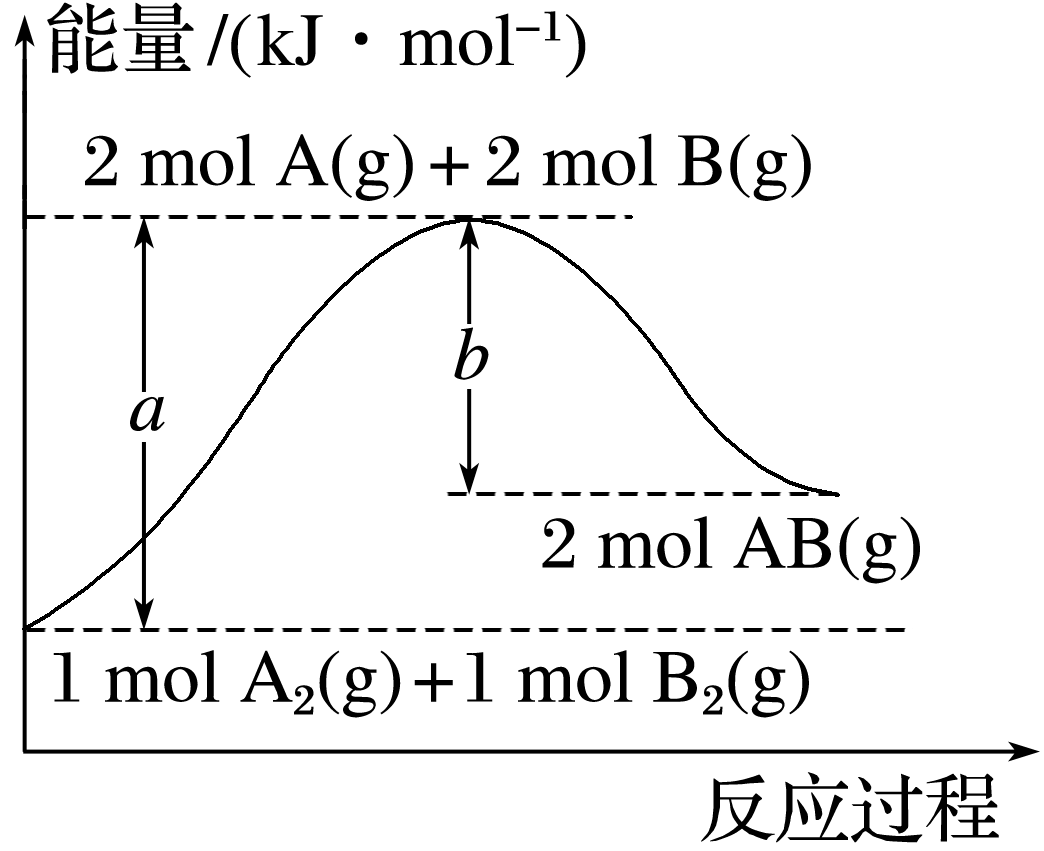 能量/(kJ·mol⁻¹)
2 mol A(g)+2 mol B(g)
a
b
2 mol AB(g)
1 mol A₂(g)+1 mol B₂(g)
反应过程